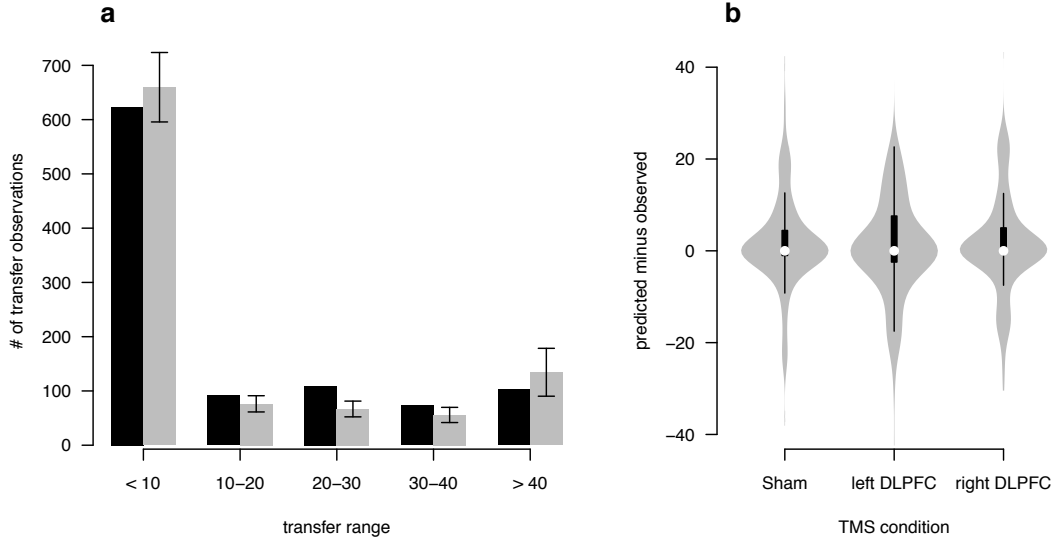 a
# of transfer observations
700
600
500
400
300
200
100
0
< 10
10−20
20−30
30−40
> 40
transfer range
b
predicted minus observed
40
20
0
−20
−40
Sham
left DLPFC
right DLPFC
TMS condition